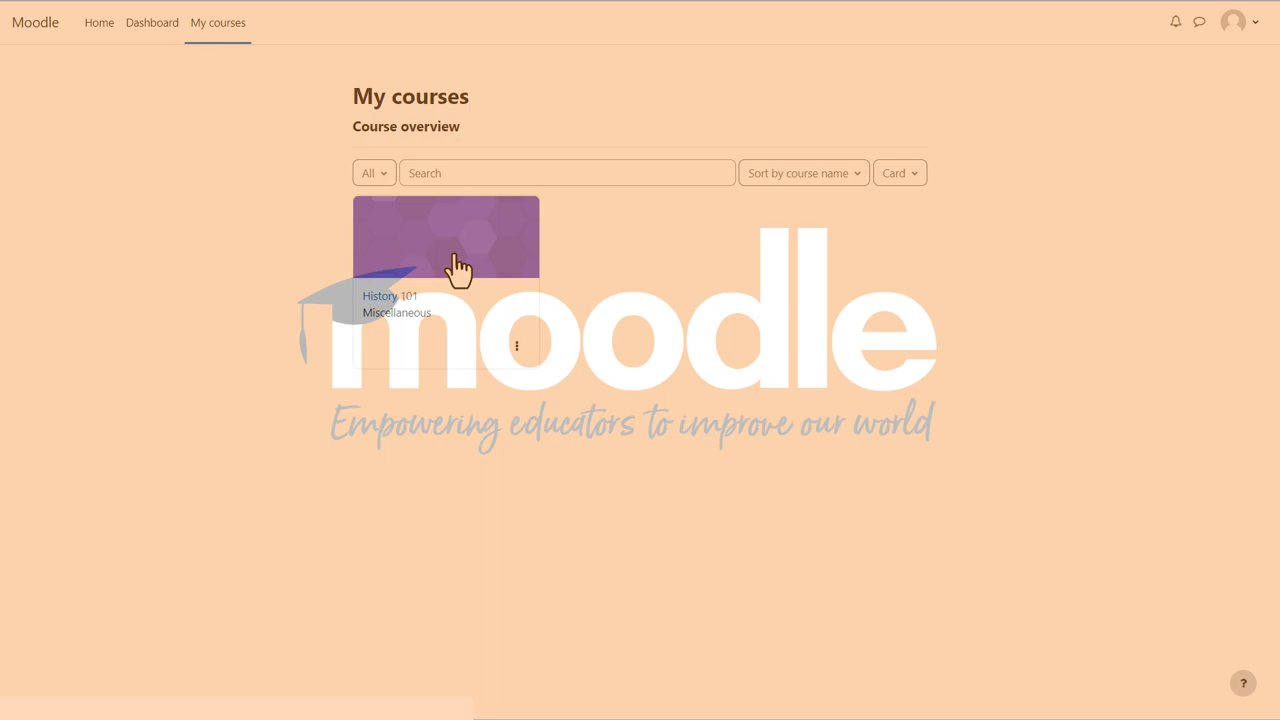 Moodle Home Dashboard My courses
My courses
Course overview
All Search Sort by course name Card
History 101
Miscellaneous
moodle
Empowering educators to improve our world
?